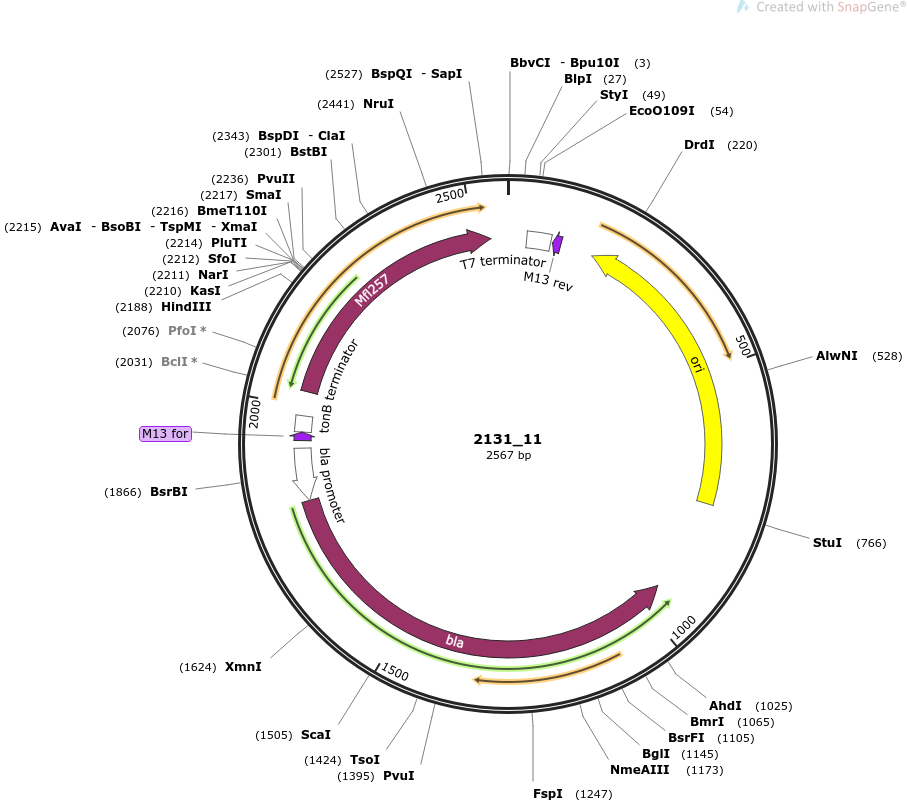 Created with SnapGene®
(2527) BspQI - SapI
(2441) NruI
(2343) BspDI - ClaI
(2301) BstBI
(2236) PvuII
(2217) SmaI
(2216) BmeT110I
(2215) AvaI - BsoBI - TspMI - XmaI
(2214) PluTI
(2212) SfoI
(2211) NarI
(2210) KasI
(2188) HindIII
(2076) PfoI *
(2031) BclI *
M13 for
(1866) BsrBI
(1624) XmnI
(1505) ScaI
(1424) TsoI
(1395) PvuI
BbvCI - Bpu10I (3)
BlpI (27)
StyI (49)
EcoO109I (54)
DrdI (220)
AlwNI (528)
StuI (766)
AhdI (1025)
BmrI (1065)
BsrFI (1105)
BglI (1145)
NmeAIII (1173)
FspI (1247)
2500
500
1000
1500
2000
T7 terminator
M13 rev
ori
Mfl257
tonB terminator
bla promoter
bla
2131_11
2567 bp